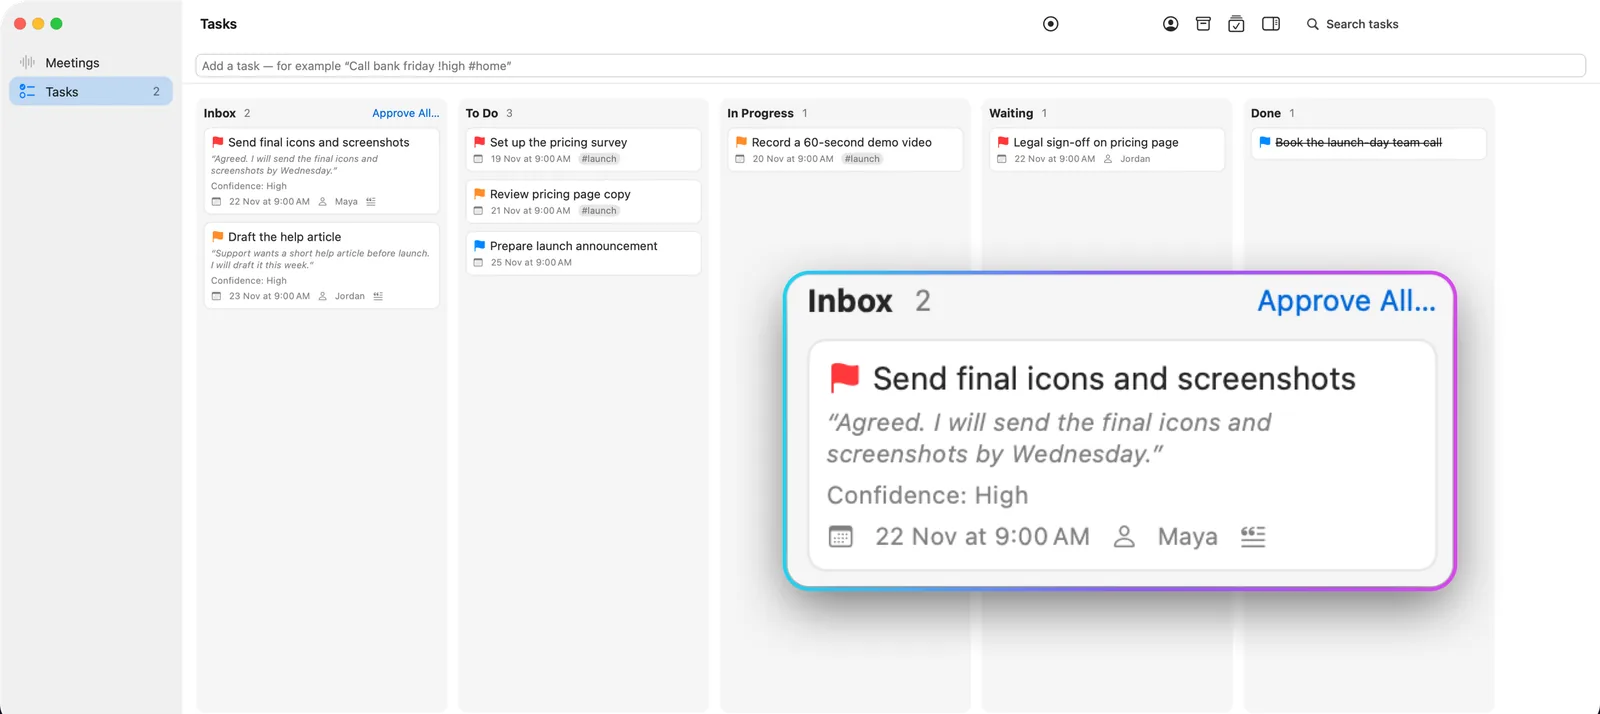 Tasks
Search tasks
Meetings
Tasks 2
Add a task — for example “Call bank friday !high #home”
Inbox 2 Approve All...
Send final icons and screenshots
“Agreed. I will send the final icons and
screenshots by Wednesday.”
Confidence: High
22 Nov at 9:00 AM Maya
Draft the help article
“Support wants a short help article before launch.
I will draft it this week.”
Confidence: High
23 Nov at 9:00 AM Jordan
To Do 3
Set up the pricing survey
19 Nov at 9:00 AM #launch
Review pricing page copy
21 Nov at 9:00 AM #launch
Prepare launch announcement
25 Nov at 9:00 AM
In Progress 1
Record a 60-second demo video
20 Nov at 9:00 AM #launch
Waiting 1
Legal sign-off on pricing page
22 Nov at 9:00 AM Jordan
Done 1
Book the launch-day team call
Inbox 2 Approve All...
Send final icons and screenshots
“Agreed. I will send the final icons and
screenshots by Wednesday.”
Confidence: High
22 Nov at 9:00 AM Maya